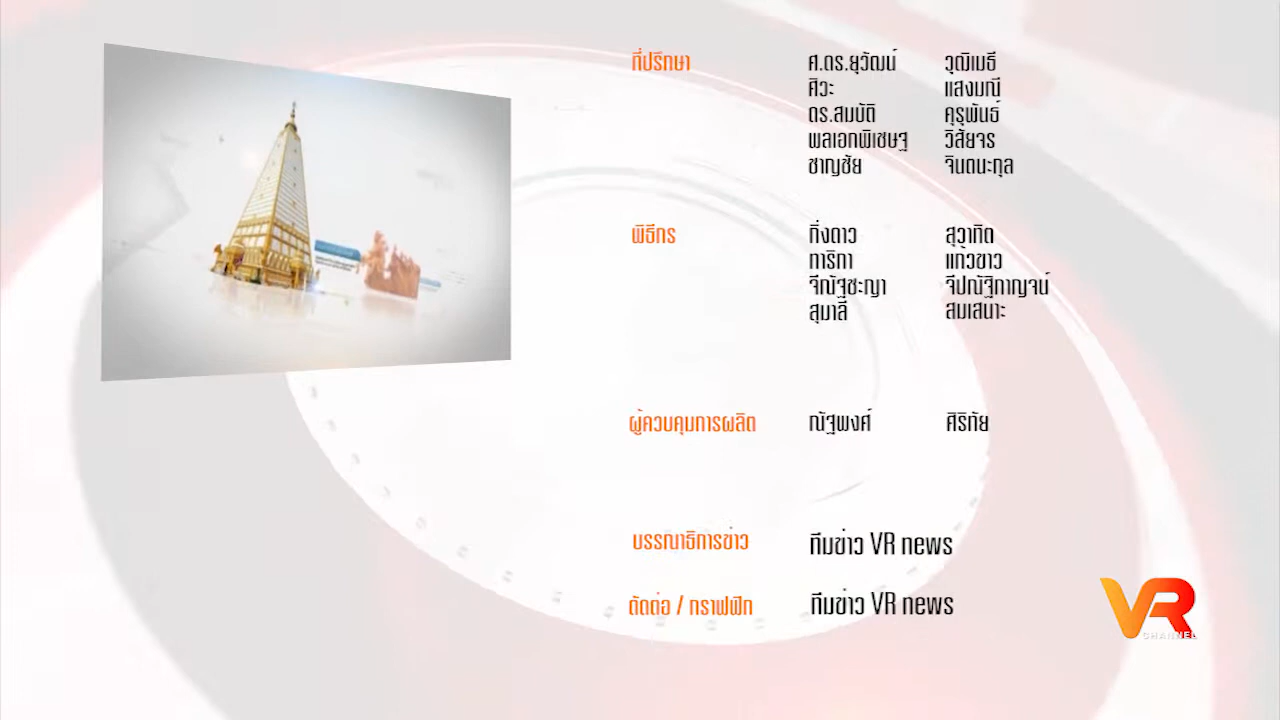 ที่ปรึกษา ศ.ดร.ยุวัฒน์ วุฒิเมธี
ศิวะ แสงมณี
ดร.สมบัติ คุรุพันธ์
พลเอกพิเชษฐ วิสัยจร
ชาญชัย จินตนะกุล
พิธีกร กิ่งดาว สุวาทิต
การิกา แก้วขาว
จีณัฐชะญา จีปณัฐิกาญจน์
สุมาลี สมเสนาะ
ผู้ควบคุมการผลิต ณัฐพงศ์ ศิริทัย
บรรณาธิการข่าว ทีมข่าว VR news
ตัดต่อ / กราฟฟิก ทีมข่าว VR news
VR
CHANNEL